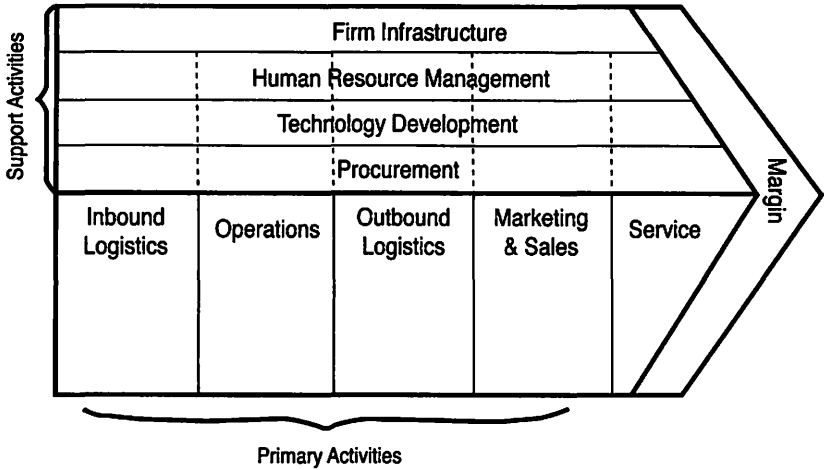 Support Activities
Firm Infrastructure
Human Resource Management
Technology Development
Procurement
Inbound
Logistics
Operations
Outbound
Logistics
Marketing
& Sales
Service
Margin
Primary Activities